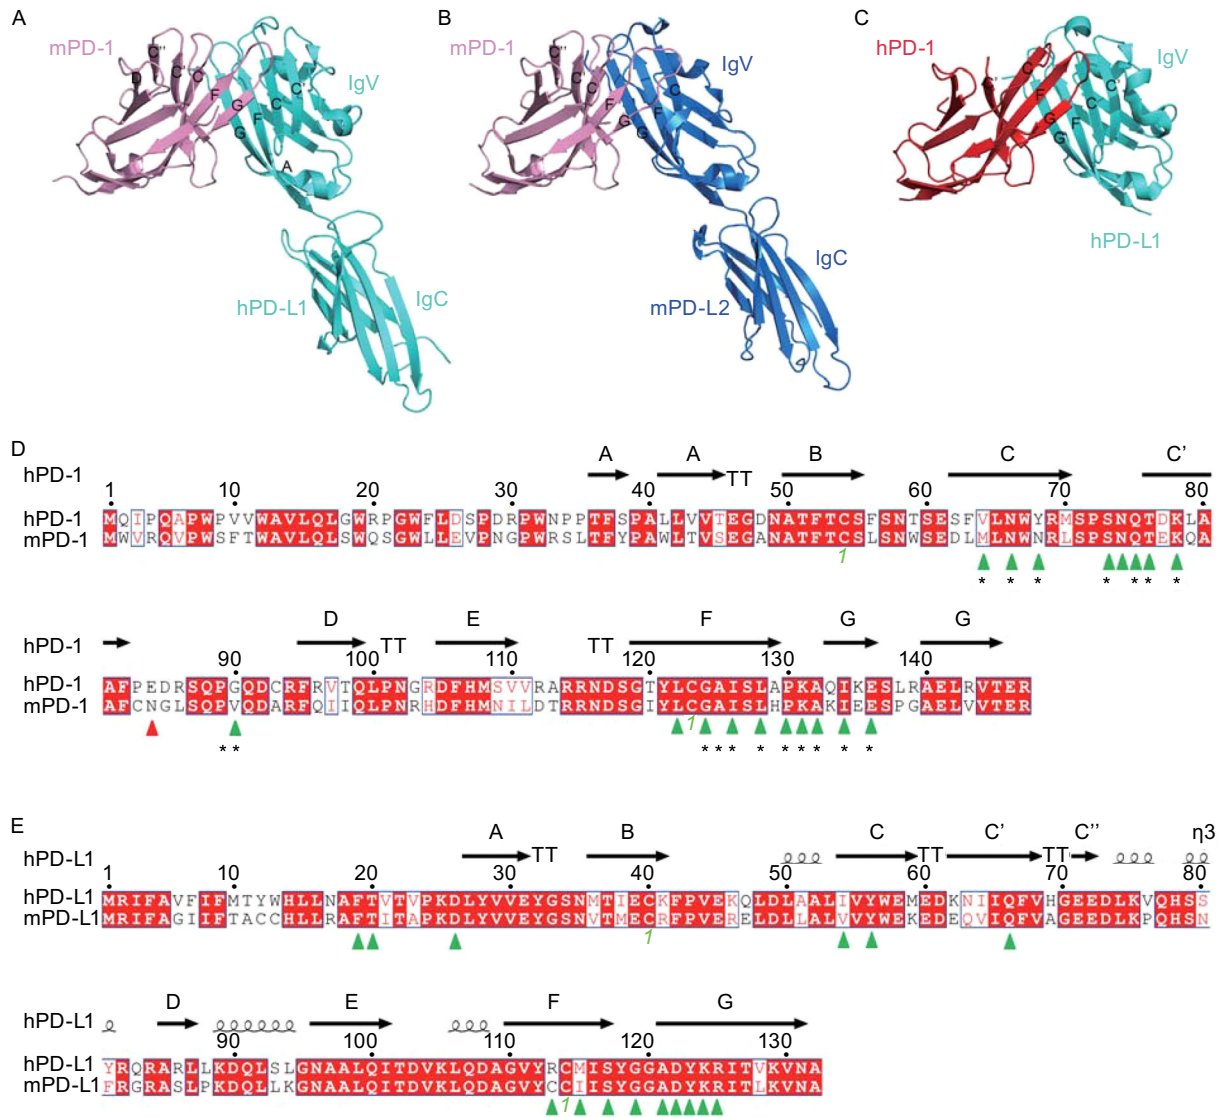 A
mPD-1
D
C''
C'
C
F
G
G
F
C
C'
A
IgV
hPD-L1
IgC
B
mPD-1
C''
C
F
G
G
F
C
IgV
IgC
mPD-L2
C
hPD-1
C'
C
F
G
F
C
C'
IgV
hPD-L1
D
hPD-1 A A TT B C C'
1 10 20 30 40 50 60 70 80
hPD-1 MQIPQAPWPVVWAVLQLGWRPGWFLDSPDRPWNPPTFSPALLVVTEGDNATFTCSFSNTSESFVLNWYRMSPSNQTDKLA
mPD-1 MWVRQVPWSFTWAVLQLSWQSGWLLEVPNGPWRSLTFYPAWLTVSEGANATFTCSLSNWSEDLMLNWNRLSPSNQTEKQA
1
* * * * * * * *
hPD-1 D TT E TT F G G
90 100 110 120 130 140
hPD-1 AFPEDRSQPGQDCRFRVTQLPNGRDFHMSVVRARRNDSGTYLCGAISLAPKAQIKESLRAELRVTER
mPD-1 AFCNGLSQPVQDARFQIIQLPNRHDFHMNILDTRRNDSGIYLCGAISLHPKAKIEESPGAELVVTER
1
* * * * * * * * * * *
E
hPD-L1 A TT B C TT C' TT C'' η3
1 10 20 30 40 50 60 70 80
hPD-L1 MRIFAVFIFMTYWHLLNAFTVTVPKDLYVVEYGSNMTIECKFPVEKQLDLAALIVYWEMEDKNIIQFVHGEEDLKVQHSS
mPD-L1 MRIFAGIIFTACCHLLRAFTITAPKDLYVVEYGSNVTMECRFPVERELDLLALVVYWEKEDEQVIQFVAGEEDLKPQHSN
1
hPD-L1 D E F G
90 100 110 120 130
hPD-L1 YRQRARLLKDQLSLGNAALQITDVKLQDAGVYRCMISYGGADYKRITVKVNA
mPD-L1 FRGRASLPKDQLLKGNAALQITDVKLQDAGVYCCIISYGGADYKRITLKVNA
1